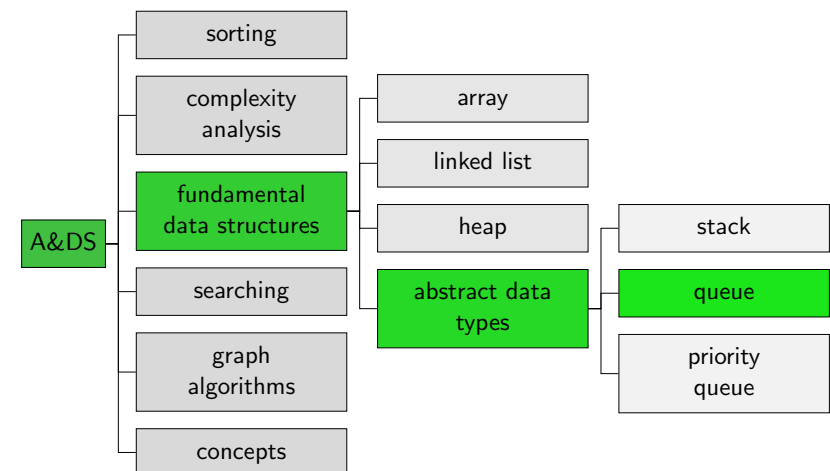 sorting
complexity
analysis
fundamental
data structures
A&DS
searching
graph
algorithms
concepts
array
linked list
heap
abstract data
types
stack
queue
priority
queue